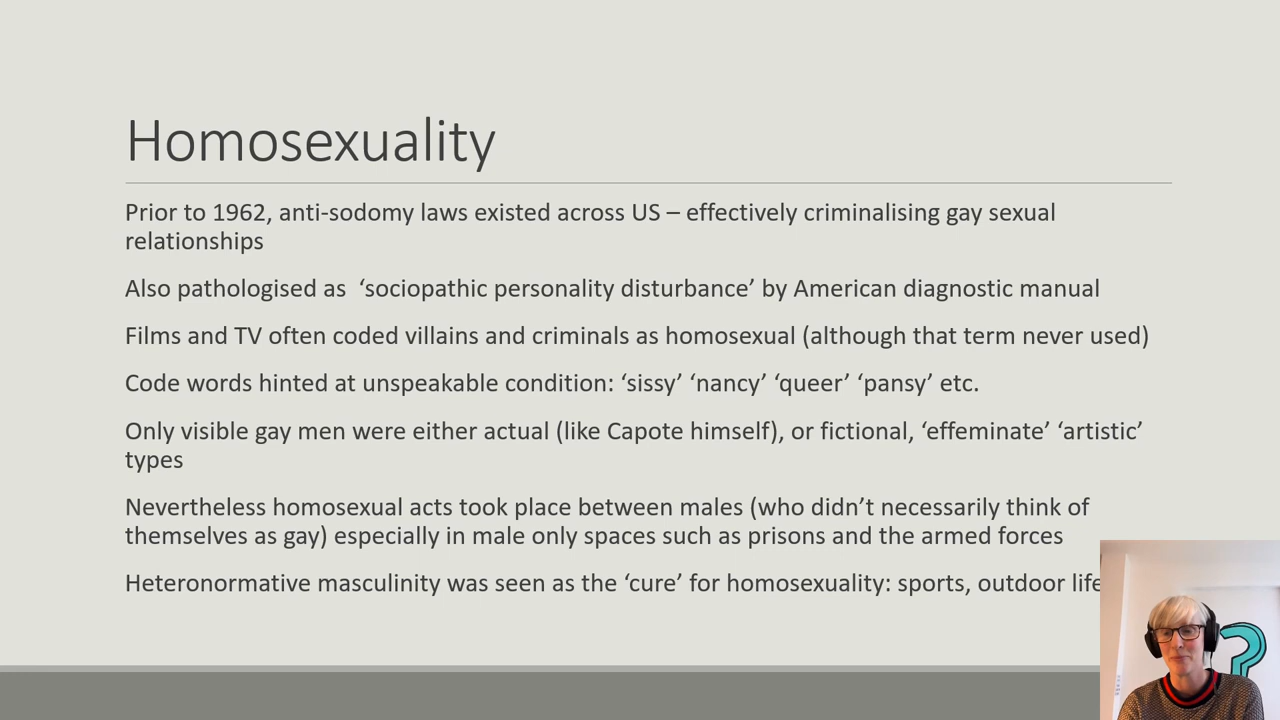 Homosexuality
Prior to 1962, anti-sodomy laws existed across US – effectively criminalising gay sexual
relationships
Also pathologised as  ‘sociopathic personality disturbance’ by American diagnostic manual
Films and TV often coded villains and criminals as homosexual (although that term never used)
Code words hinted at unspeakable condition: ‘sissy’ ‘nancy’ ‘queer’ ‘pansy’ etc.
Only visible gay men were either actual (like Capote himself), or fictional, ‘effeminate’ ‘artistic’
types
Nevertheless homosexual acts took place between males (who didn’t necessarily think of
themselves as gay) especially in male only spaces such as prisons and the armed forces
Heteronormative masculinity was seen as the ‘cure’ for homosexuality: sports, outdoor life
?